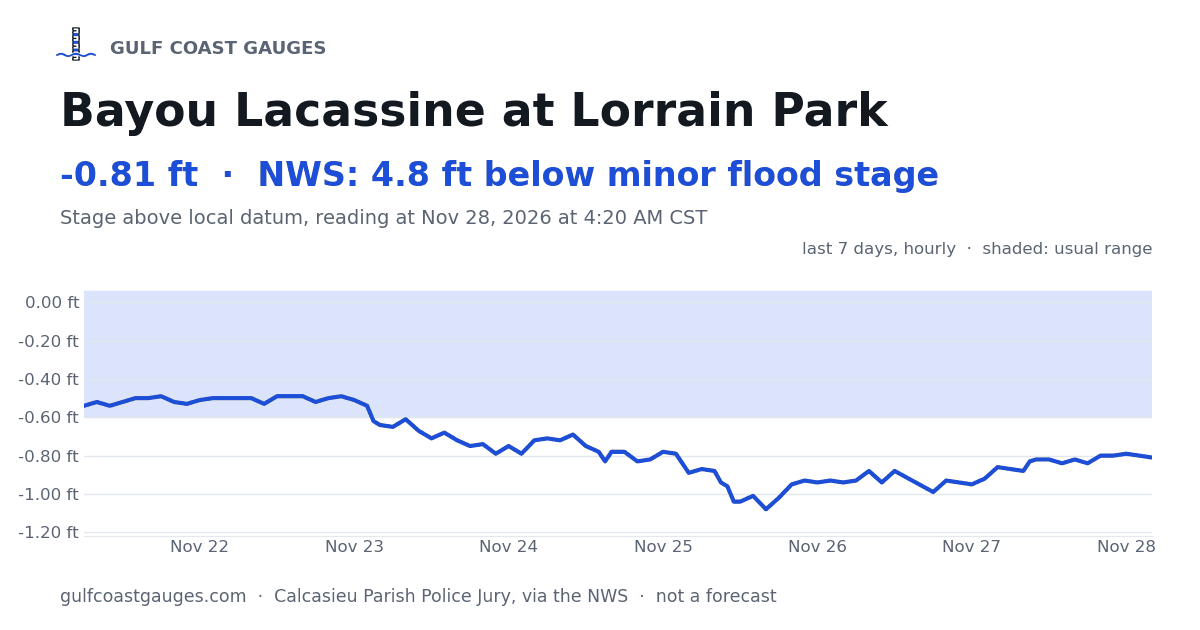 GULF COAST GAUGES
Bayou Lacassine at Lorrain Park
-0.81 ft · NWS: 4.8 ft below minor flood stage
Stage above local datum, reading at Nov 28, 2026 at 4:20 AM CST
last 7 days, hourly · shaded: usual range
0.00 ft
-0.20 ft
-0.40 ft
-0.60 ft
-0.80 ft
-1.00 ft
-1.20 ft
Nov 22 Nov 23 Nov 24 Nov 25 Nov 26 Nov 27 Nov 28
gulfcoastgauges.com · Calcasieu Parish Police Jury, via the NWS · not a forecast